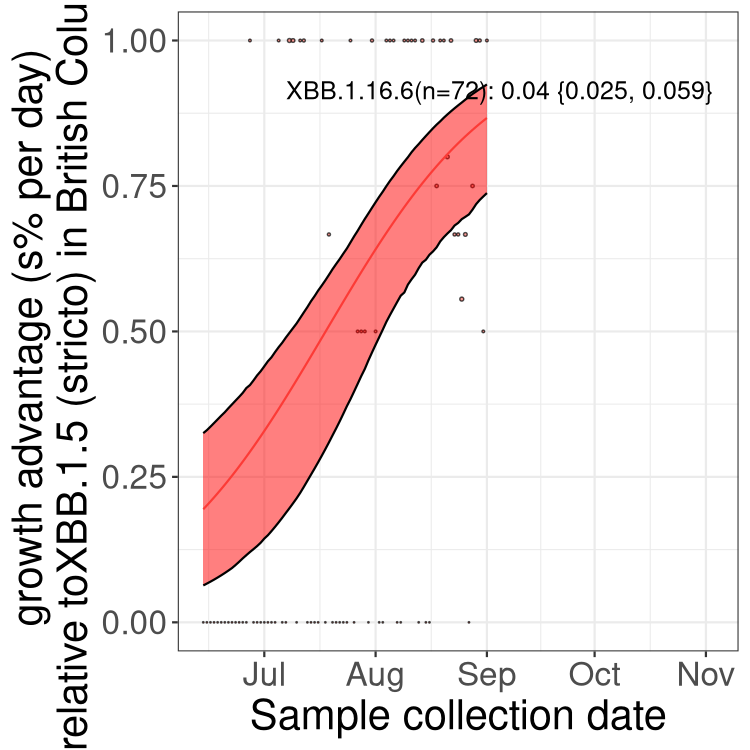 growth advantage (s% per day)
relative toXBB.1.5 (stricto) in British Colu
1.00
0.75
0.50
0.25
0.00
XBB.1.16.6(n=72): 0.04 {0.025, 0.059}
Jul Aug Sep Oct Nov
Sample collection date